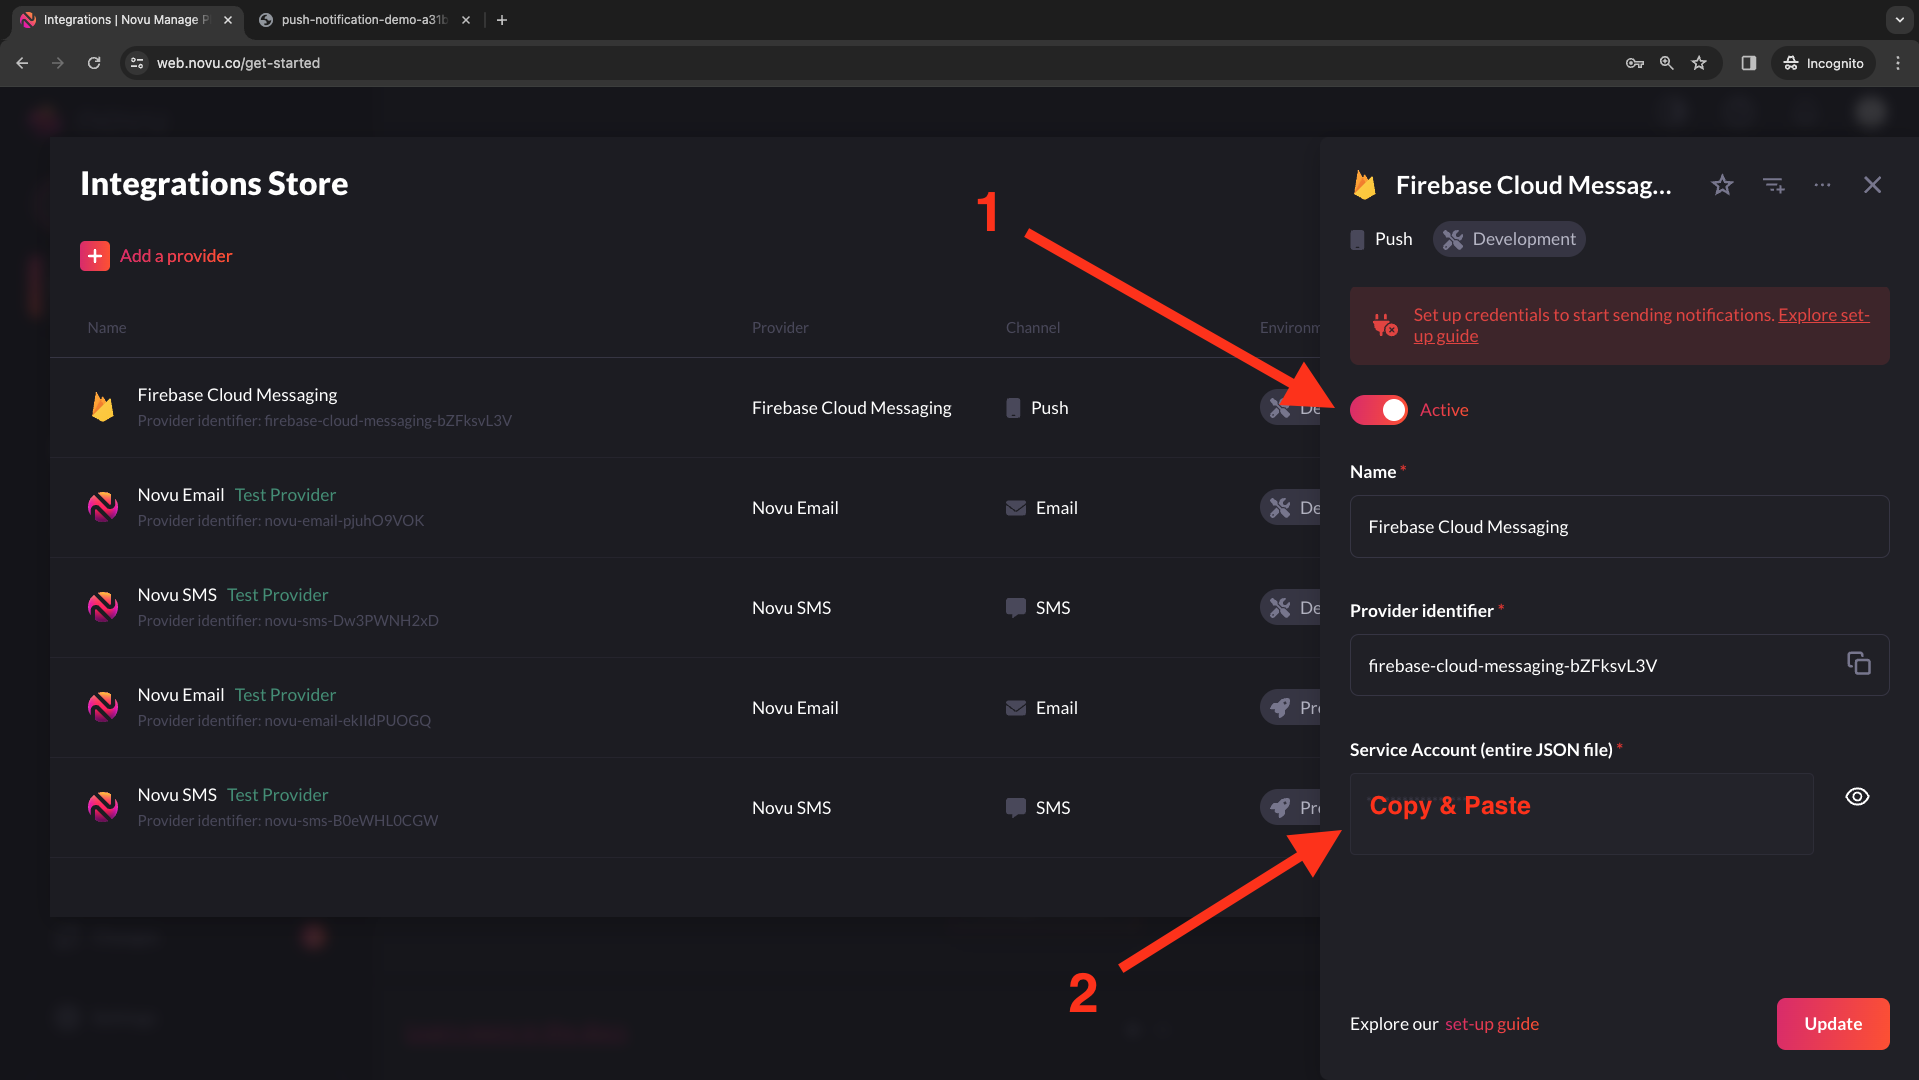 Integrations | Novu Manage P
push-notification-demo-a31b
web.novu.co/get-started
Incognito
Integrations Store
Add a provider
Name
Provider
Channel
Environm
Firebase Cloud Messaging
Provider identifier: firebase-cloud-messaging-bZFksvL3V
Firebase Cloud Messaging
Push
De
Novu Email Test Provider
Provider identifier: novu-email-pjuhO9VOK
Novu Email
Email
De
Novu SMS Test Provider
Provider identifier: novu-sms-Dw3PWNH2xD
Novu SMS
SMS
De
Novu Email Test Provider
Provider identifier: novu-email-ekIIdPUOGQ
Novu Email
Email
Pr
Novu SMS Test Provider
Provider identifier: novu-sms-B0eWHL0CGW
Novu SMS
SMS
Pr
1
2
Firebase Cloud Messag...
Push
Development
Set up credentials to start sending notifications. Explore set-
up guide
Active
Name *
Firebase Cloud Messaging
Provider identifier *
firebase-cloud-messaging-bZFksvL3V
Service Account (entire JSON file) *
Copy & Paste
Explore our set-up guide
Update